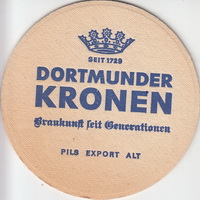 SEIT 1729
DORTMUNDER
KRONEN
Braukunst seit Generationen
PILS EXPORT ALT